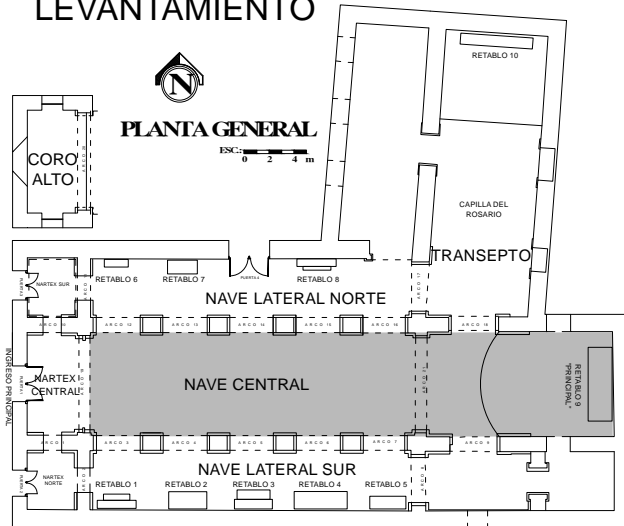 LEVANTAMIENTO
RETABLO 10
N
PLANTA GENERAL
ESC.:
0 2 4 m
CORO
ALTO
CAPILLA DEL
ROSARIO
TRANSEPTO
RETABLO 6
RETABLO 7
PUERTA 4
RETABLO 8
NARTEX SUR
NAVE LATERAL NORTE
ARCO 12
ARCO 13
ARCO 14
ARCO 15
ARCO 16
INGRESO PRINCIPAL
NARTEX
CENTRAL
NAVE CENTRAL
RETABLO 9
"PRINCIPAL"
ARCO 4
ARCO 5
ARCO 6
ARCO 7
NAVE LATERAL SUR
NARTEX
NORTE
RETABLO 1
RETABLO 2
RETABLO 3
RETABLO 4
RETABLO 5